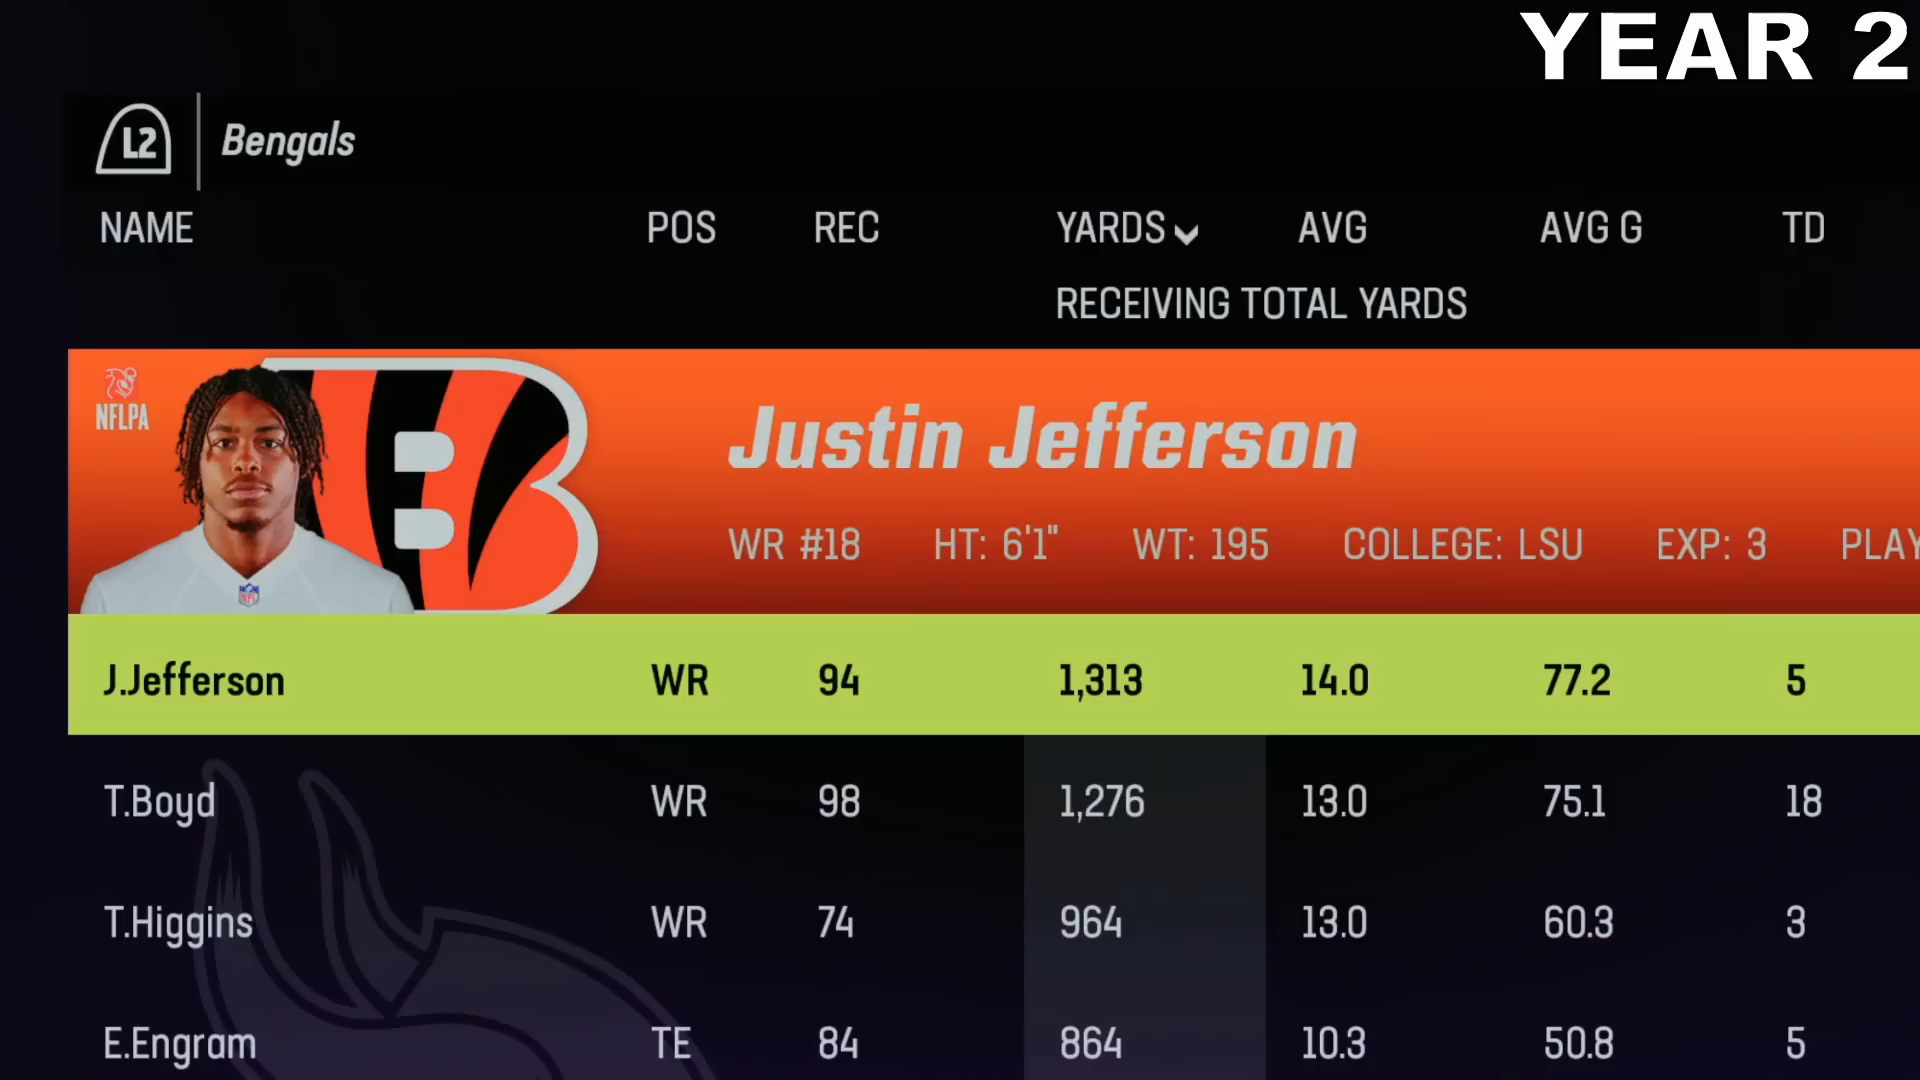 YEAR 2
L2 Bengals
NAME POS REC YARDS AVG AVG G TD
RECEIVING TOTAL YARDS
NFLPA
Justin Jefferson
WR #18 HT: 6'1" WT: 195 COLLEGE: LSU EXP: 3 PLAY
NFL
J.Jefferson WR 94 1,313 14.0 77.2 5
T.Boyd WR 98 1,276 13.0 75.1 18
T.Higgins WR 74 964 13.0 60.3 3
E.Engram TE 84 864 10.3 50.8 5